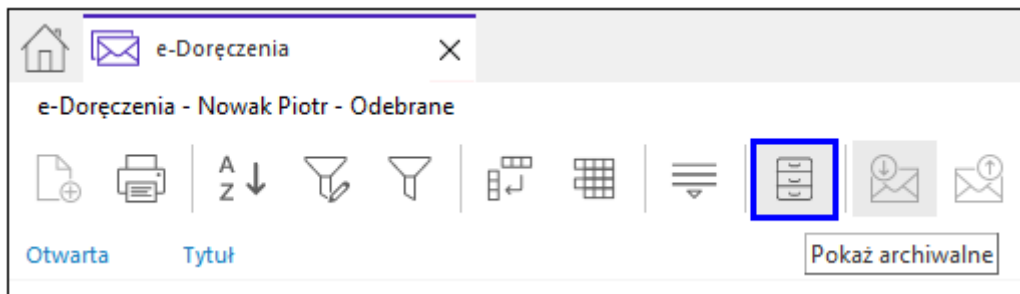 e-Doręczenia
e-Doręczenia - Nowak Piotr - Odebrane
A
Z
Otwarta Tytuł Pokaż archiwalne